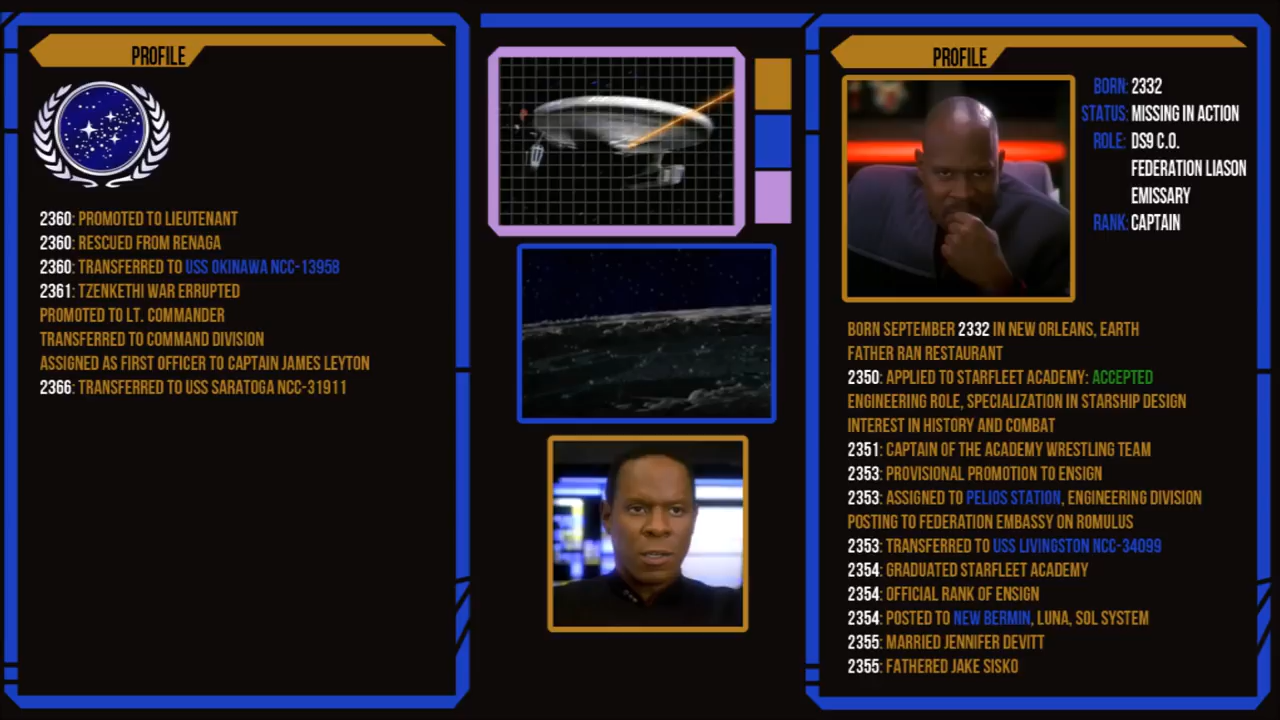 PROFILE
2360: PROMOTED TO LIEUTENANT
2360: RESCUED FROM RENAGA
2360: TRANSFERRED TO USS OKINAWA NCC-13958
2361: TZENKETHI WAR ERRUPTED
PROMOTED TO LT. COMMANDER
TRANSFERRED TO COMMAND DIVISION
ASSIGNED AS FIRST OFFICER TO CAPTAIN JAMES LEYTON
2366: TRANSFERRED TO USS SARATOGA NCC-31911
PROFILE
BORN: 2332
STATUS: MISSING IN ACTION
ROLE: DS9 C.O.
FEDERATION LIASON
EMISSARY
RANK: CAPTAIN
BORN SEPTEMBER 2332 IN NEW ORLEANS, EARTH
FATHER RAN RESTAURANT
2350: APPLIED TO STARFLEET ACADEMY: ACCEPTED
ENGINEERING ROLE, SPECIALIZATION IN STARSHIP DESIGN
INTEREST IN HISTORY AND COMBAT
2351: CAPTAIN OF THE ACADEMY WRESTLING TEAM
2353: PROVISIONAL PROMOTION TO ENSIGN
2353: ASSIGNED TO PELIOS STATION, ENGINEERING DIVISION
POSTING TO FEDERATION EMBASSY ON ROMULUS
2353: TRANSFERRED TO USS LIVINGSTON NCC-34099
2354: GRADUATED STARFLEET ACADEMY
2354: OFFICIAL RANK OF ENSIGN
2354: POSTED TO NEW BERMIN, LUNA, SOL SYSTEM
2355: MARRIED JENNIFER DEVITT
2355: FATHERED JAKE SISKO